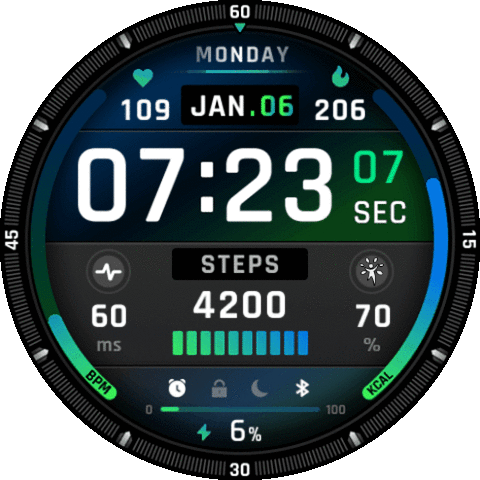 60
MONDAY
109 JAN.06 206
07:23 07
SEC
45 15
STEPS
4200
60 70
ms %
BPM KCAL
0 100
6%
30